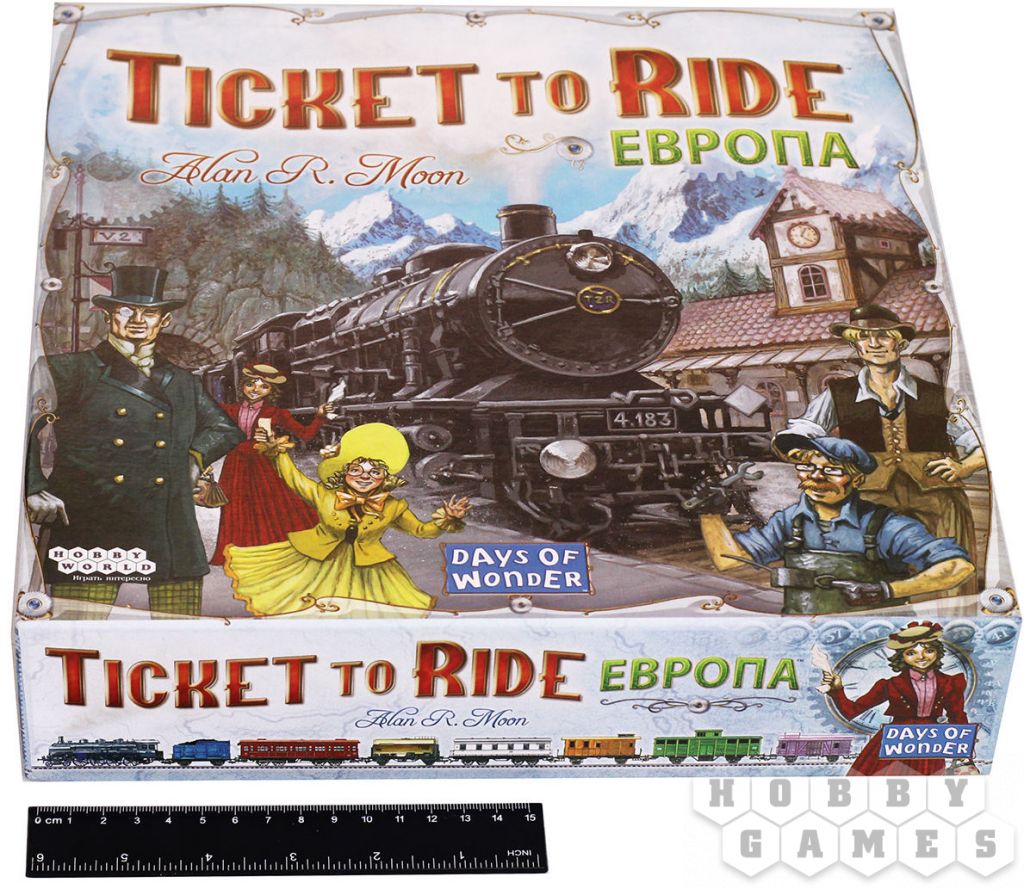 TICKET TO RIDE
ЕВРОПА
Alan R. Moon
V.2
TZR
4.183
HOBBY
WORLD
Играть интересно
DAYS OF
WONDER
TICKET TO RIDE ЕВРОПА
Alan R. Moon
DAYS OF
WONDER
0 cm 1 2 3 4 5 6 7 8 9 10 11 12 13 14 15
INCH 1 2 3 4 5 6
HOBBY
GAMES